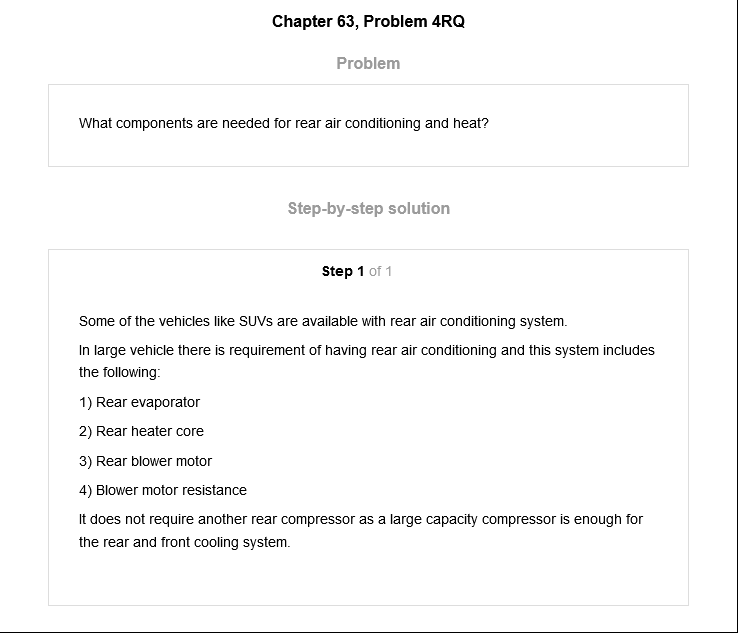 Chapter 63, Problem 4RQ
Problem
What components are needed for rear air conditioning and heat?
Step-by-step solution
Step 1 of 1
Some of the vehicles like SUVs are available with rear air conditioning system.
In large vehicle there is requirement of having rear air conditioning and this system includes
the following:
1) Rear evaporator
2) Rear heater core
3) Rear blower motor
4) Blower motor resistance
It does not require another rear compressor as a large capacity compressor is enough for
the rear and front cooling system.